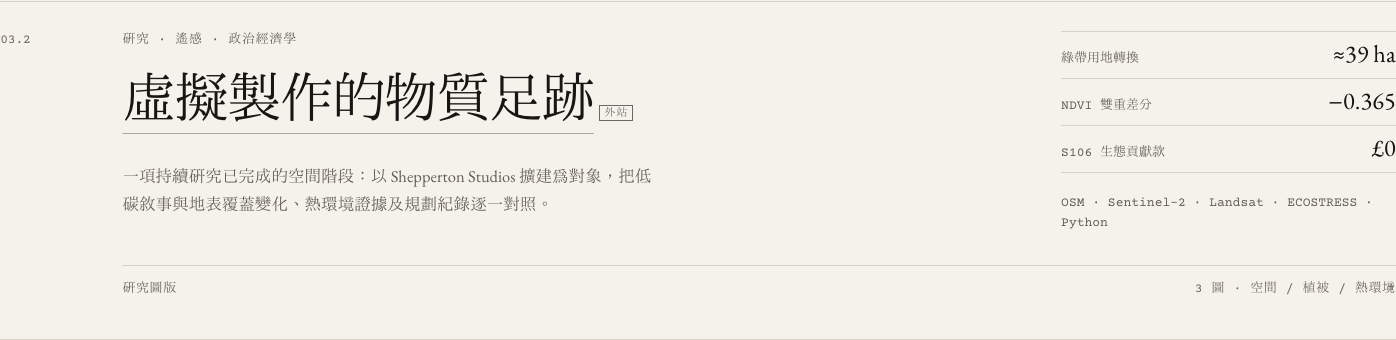 03.2
研究 · 遙感 · 政治經濟學
虛擬製作的物質足跡 外站
一項持續研究已完成的空間階段：以 Shepperton Studios 擴建爲對象，把低
碳敘事與地表覆蓋變化、熱環境證據及規劃紀錄逐一對照。
綠帶用地轉換 ≈39 ha
NDVI 雙重差分 −0.365
S106 生態貢獻款 £0
OSM · Sentinel-2 · Landsat · ECOSTRESS ·
Python
研究圖版
3 圖 · 空間 / 植被 / 熱環境